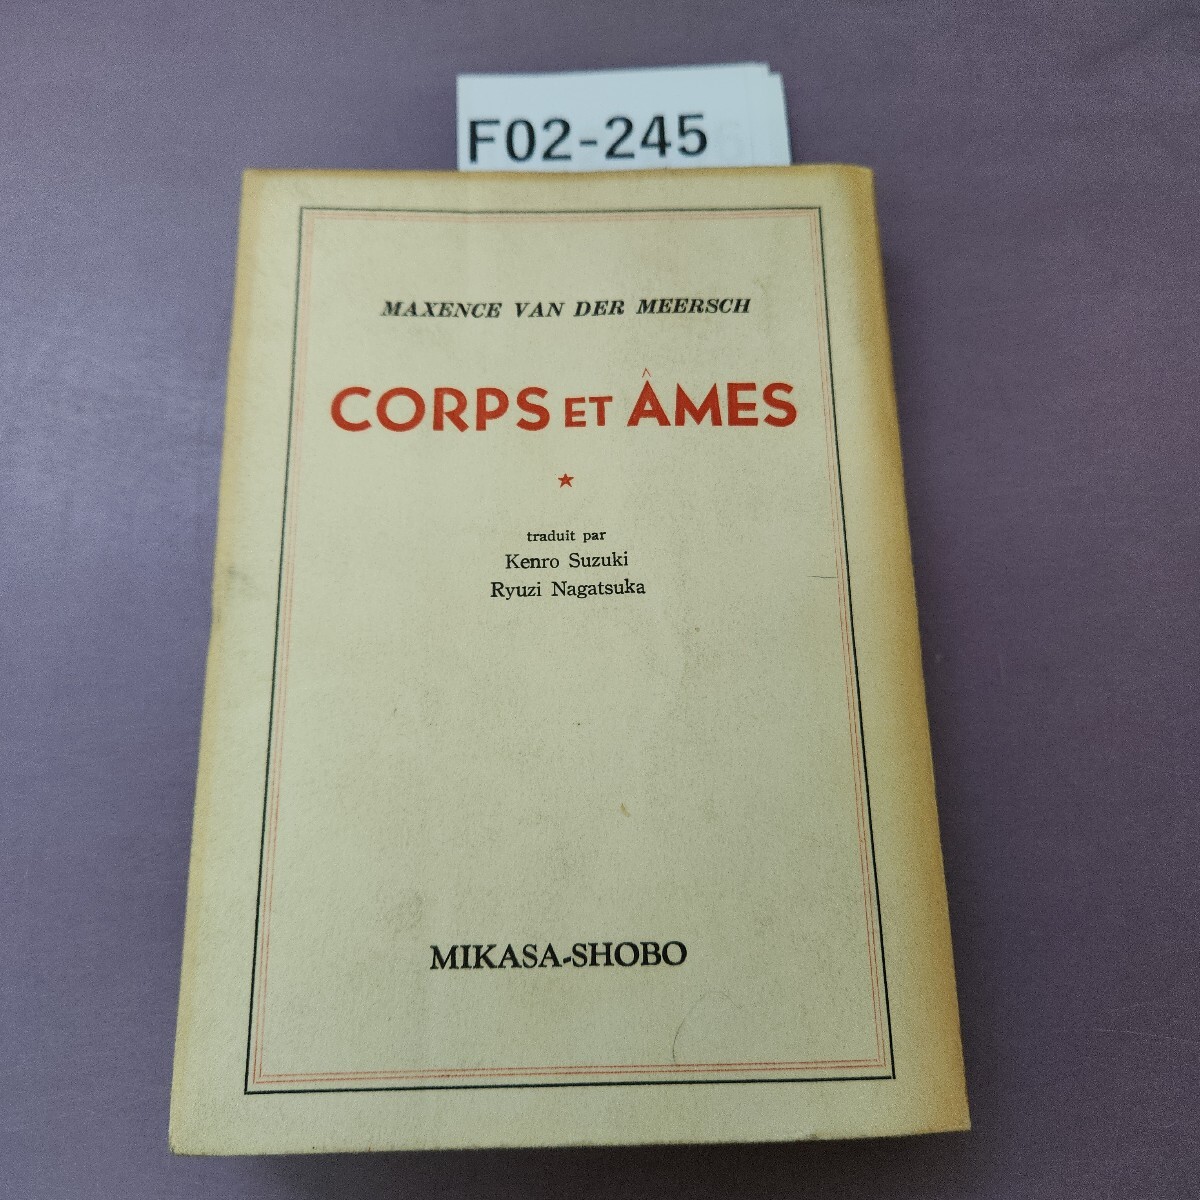 F02-245
MAXENCE VAN DER MEERSCH
CORPS ET ÂMES
★
traduit par
Kenro Suzuki
Ryuzi Nagatsuka
MIKASA-SHOBO